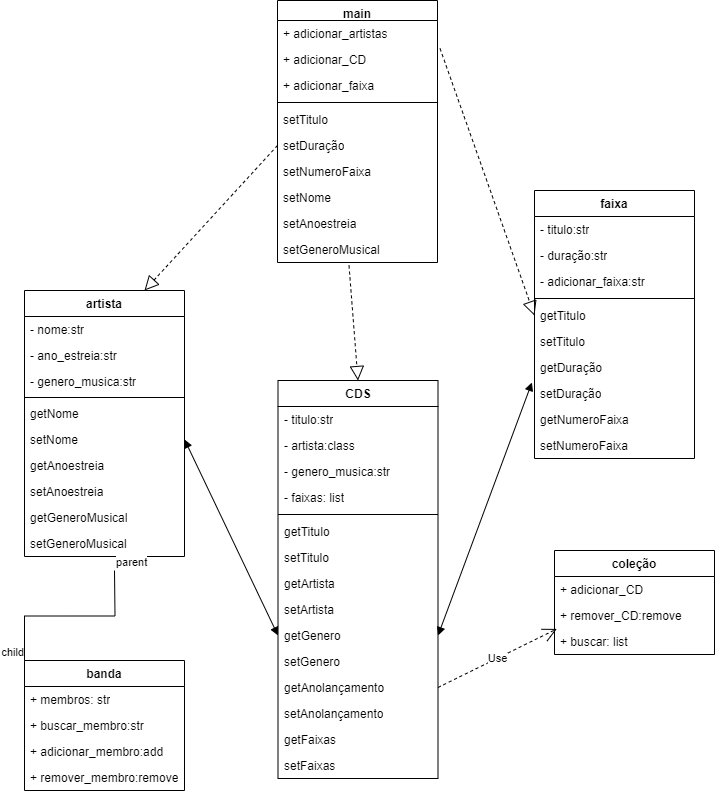 main
+ adicionar_artistas
+ adicionar_CD
+ adicionar_faixa
setTitulo
setDuração
setNumeroFaixa
setNome
setAnoestreia
setGeneroMusical
faixa
- titulo:str
- duração:str
- adicionar_faixa:str
getTitulo
setTitulo
getDuração
setDuração
getNumeroFaixa
setNumeroFaixa
artista
- nome:str
- ano_estreia:str
- genero_musica:str
getNome
setNome
getAnoestreia
setAnoestreia
getGeneroMusical
setGeneroMusical
CDS
- titulo:str
- artista:class
- genero_musica:str
- faixas: list
getTitulo
setTitulo
getArtista
setArtista
getGenero
setGenero
getAnolançamento
setAnolançamento
getFaixas
setFaixas
coleção
+ adicionar_CD
+ remover_CD:remove
+ buscar: list
Use
parent
child
banda
+ membros: str
+ buscar_membro:str
+ adicionar_membro:add
+ remover_membro:remove